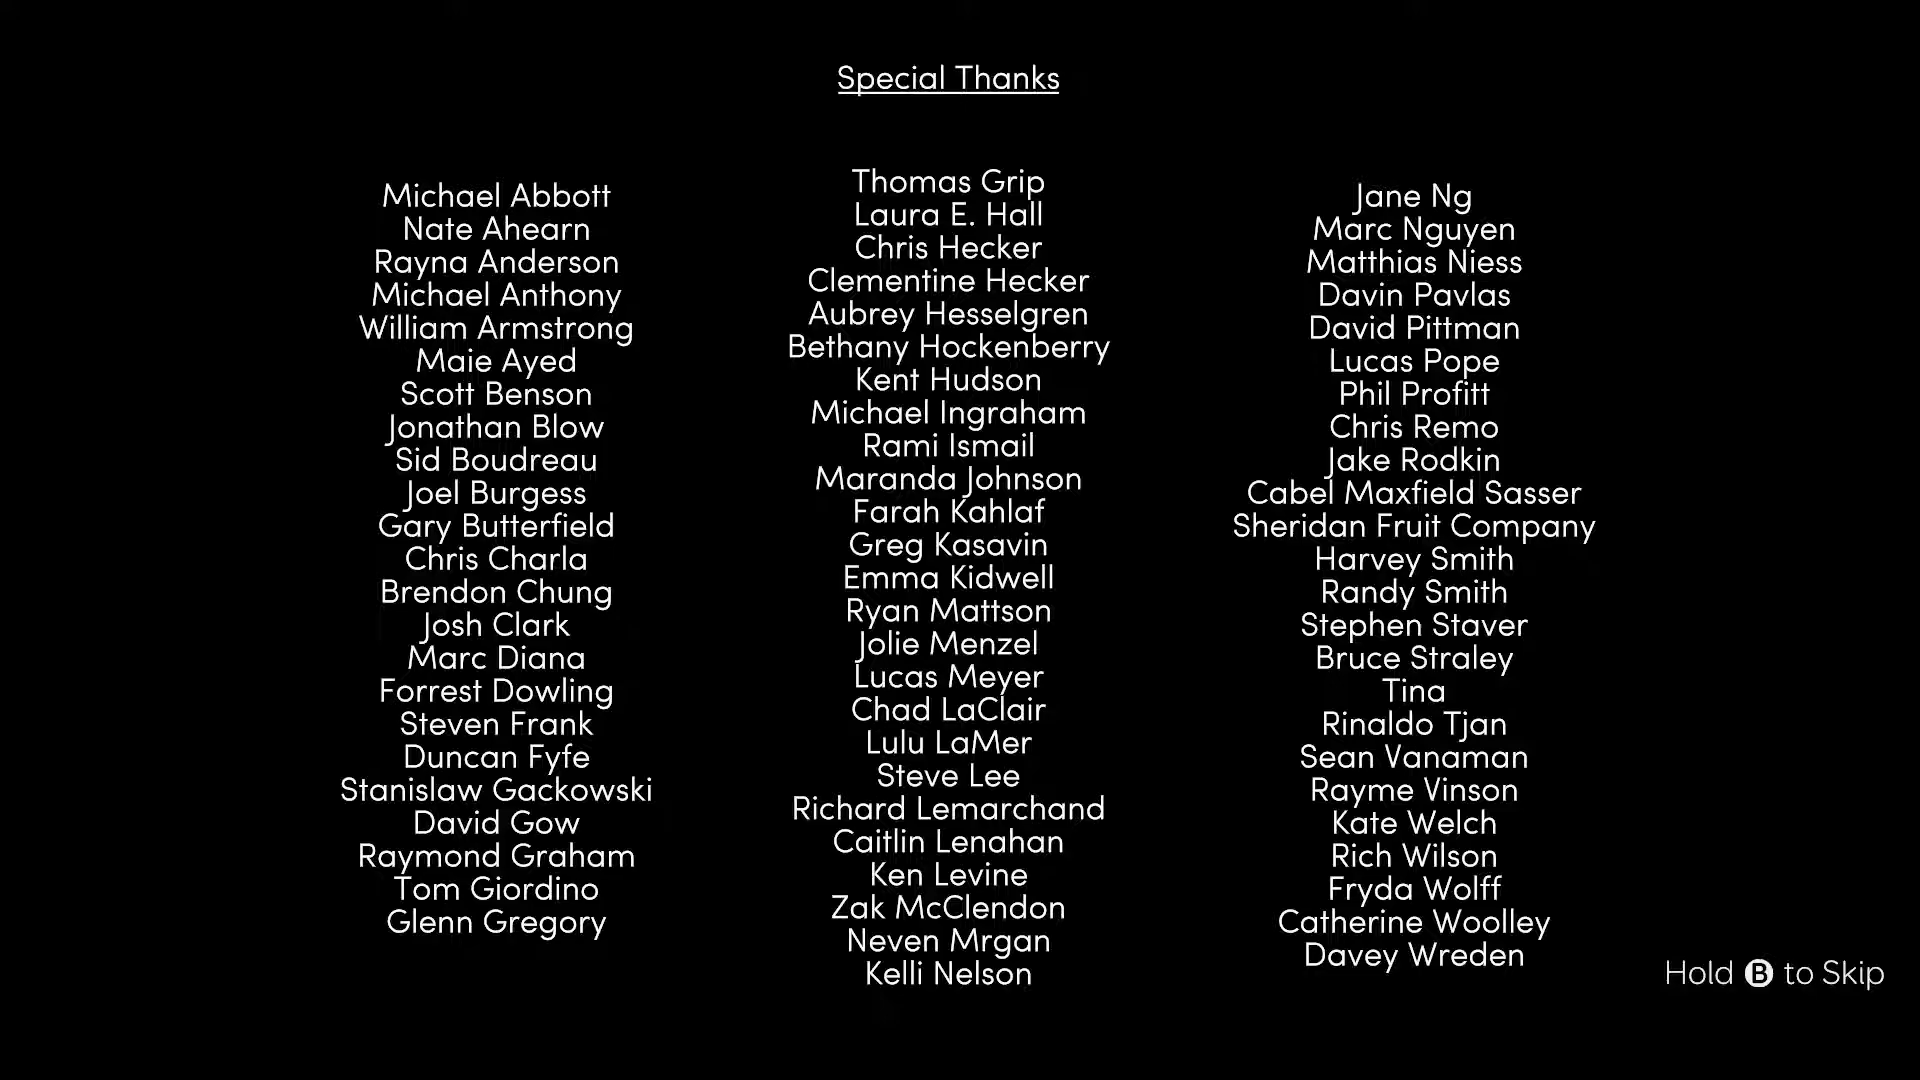 Special Thanks
Michael Abbott
Nate Ahearn
Rayna Anderson
Michael Anthony
William Armstrong
Maie Ayed
Scott Benson
Jonathan Blow
Sid Boudreau
Joel Burgess
Gary Butterfield
Chris Charla
Brendon Chung
Josh Clark
Marc Diana
Forrest Dowling
Steven Frank
Duncan Fyfe
Stanislaw Gackowski
David Gow
Raymond Graham
Tom Giordino
Glenn Gregory
Thomas Grip
Laura E. Hall
Chris Hecker
Clementine Hecker
Aubrey Hesselgren
Bethany Hockenberry
Kent Hudson
Michael Ingraham
Rami Ismail
Maranda Johnson
Farah Kahlaf
Greg Kasavin
Emma Kidwell
Ryan Mattson
Jolie Menzel
Lucas Meyer
Chad LaClair
Lulu LaMer
Steve Lee
Richard Lemarchand
Caitlin Lenahan
Ken Levine
Zak McClendon
Neven Mrgan
Kelli Nelson
Jane Ng
Marc Nguyen
Matthias Niess
Davin Pavlas
David Pittman
Lucas Pope
Phil Profitt
Chris Remo
Jake Rodkin
Cabel Maxfield Sasser
Sheridan Fruit Company
Harvey Smith
Randy Smith
Stephen Staver
Bruce Straley
Tina
Rinaldo Tjan
Sean Vanaman
Rayme Vinson
Kate Welch
Rich Wilson
Fryda Wolff
Catherine Woolley
Davey Wreden
Hold B to Skip